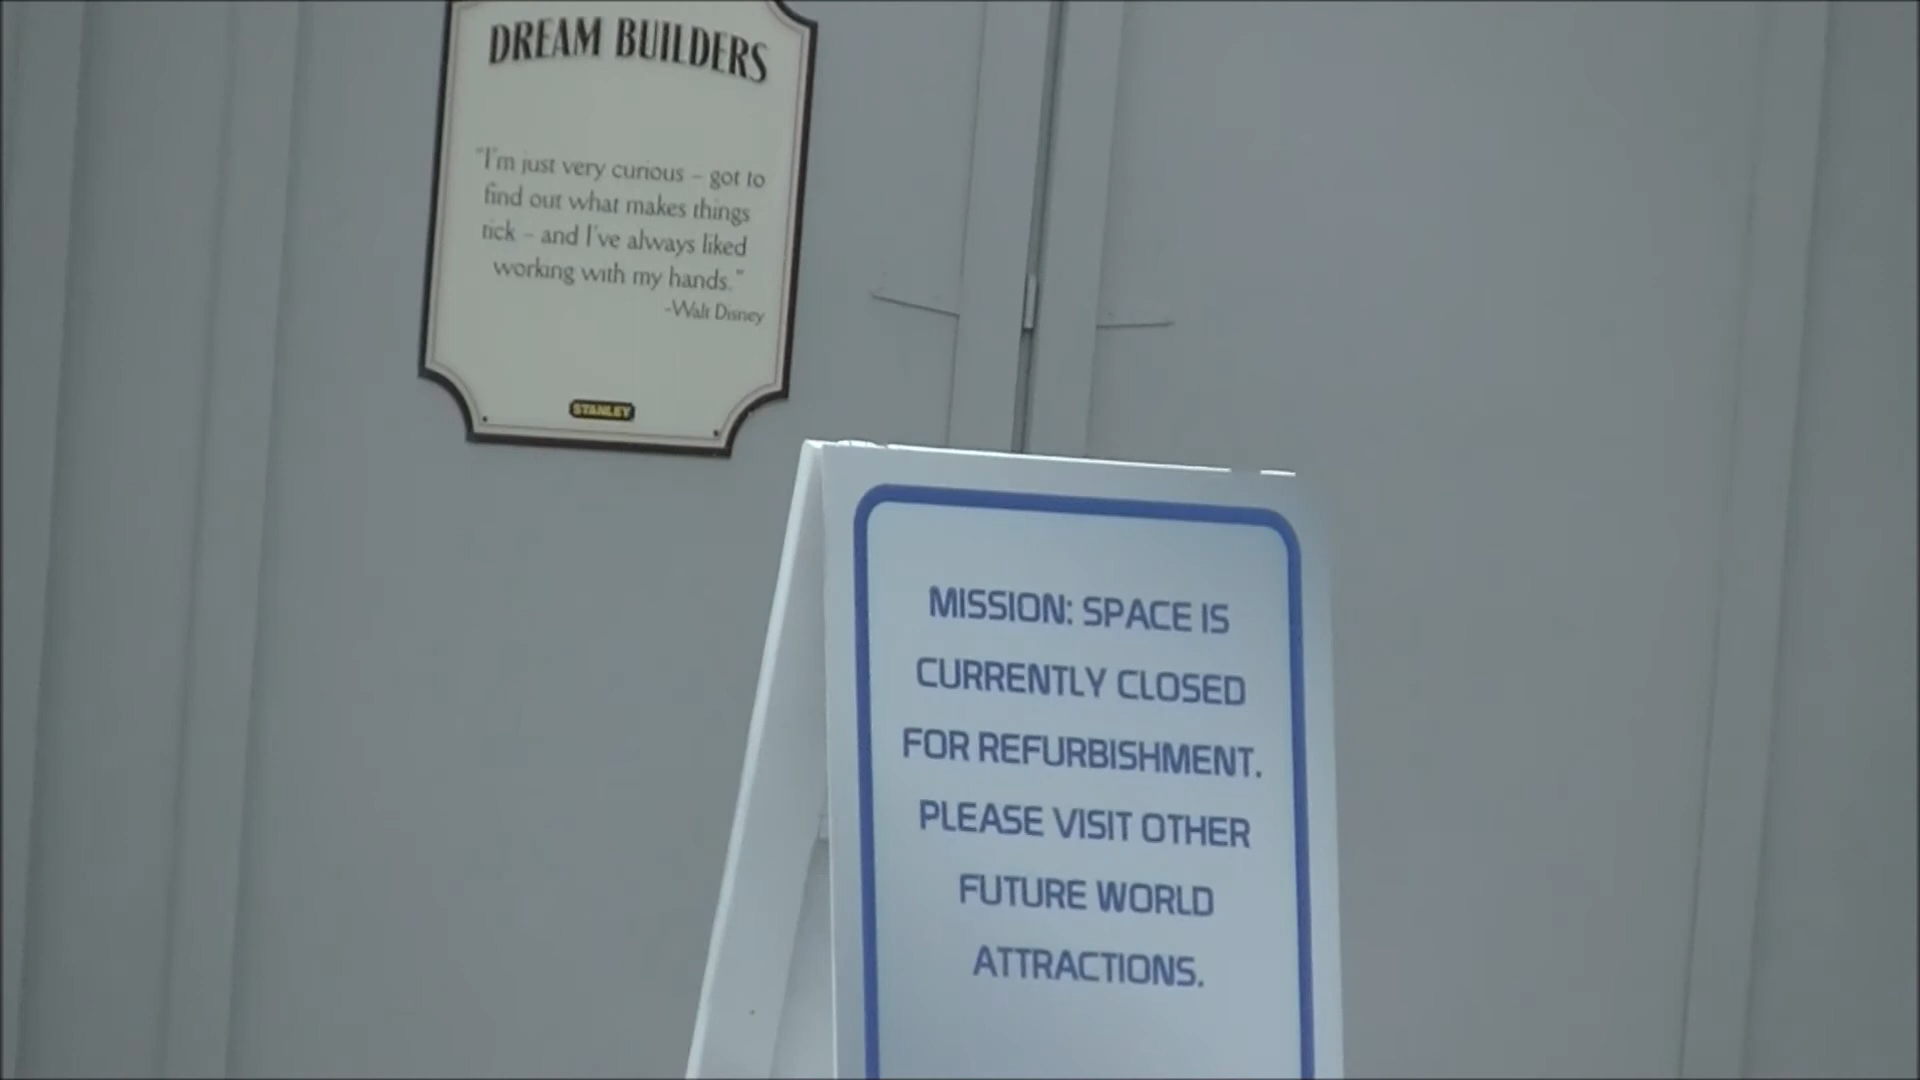 DREAM BUILDERS
"I'm just very curious – got to
find out what makes things
tick – and I've always liked
working with my hands."
-Walt Disney
STANLEY
MISSION: SPACE IS
CURRENTLY CLOSED
FOR REFURBISHMENT.
PLEASE VISIT OTHER
FUTURE WORLD
ATTRACTIONS.